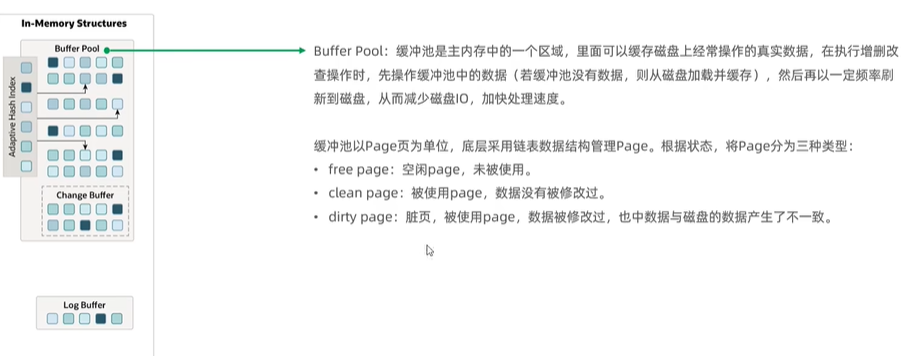 In-Memory Structures
Buffer Pool
Adaptive Hash Index
Change Buffer
Log Buffer
Buffer Pool：缓冲池是主内存中的一个区域，里面可以缓存磁盘上经常操作的真实数据，在执行增删改
查操作时，先操作缓冲池中的数据（若缓冲池没有数据，则从磁盘加载并缓存），然后再以一定频率刷
新到磁盘，从而减少磁盘IO，加快处理速度。
缓冲池以Page页为单位，底层采用链表数据结构管理Page。根据状态，将Page分为三种类型：
• free page：空闲page，未被使用。
• clean page：被使用page，数据没有被修改过。
• dirty page：脏页，被使用page，数据被修改过，也中数据与磁盘的数据产生了不一致。